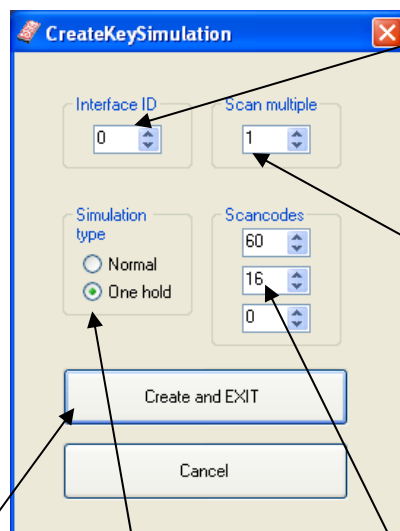 CreateKeySimulation
Interface ID
0
Scan multiple
1
Simulation
type
Normal
One hold
Scancodes
60
16
0
Create and EXIT
Cancel